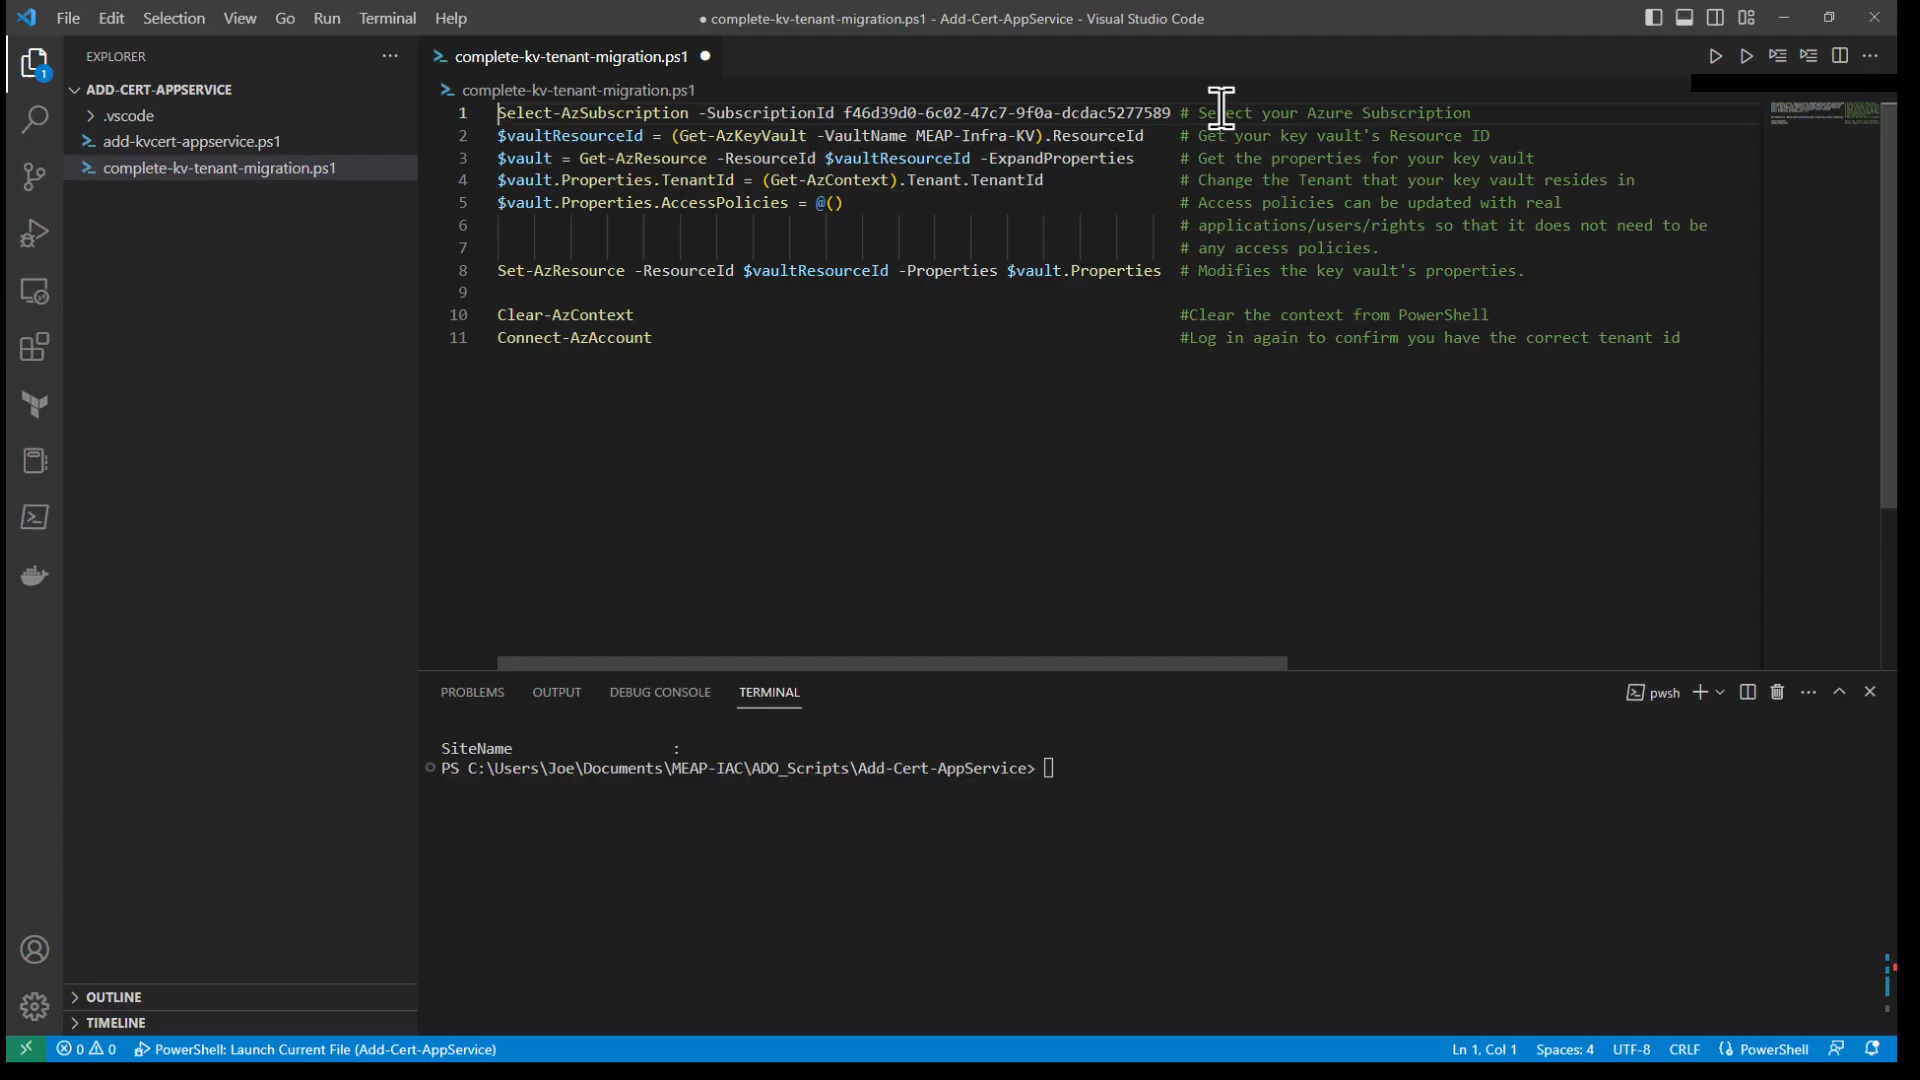 File Edit Selection View Go Run Terminal Help
● complete-kv-tenant-migration.ps1 - Add-Cert-AppService - Visual Studio Code
1
EXPLORER
ADD-CERT-APPSERVICE
.vscode
add-kvcert-appservice.ps1
complete-kv-tenant-migration.ps1
complete-kv-tenant-migration.ps1
complete-kv-tenant-migration.ps1
1 Select-AzSubscription -SubscriptionId f46d39d0-6c02-47c7-9f0a-dcdac5277589 # Select your Azure Subscription
2 $vaultResourceId = (Get-AzKeyVault -VaultName MEAP-Infra-KV).ResourceId # Get your key vault's Resource ID
3 $vault = Get-AzResource -ResourceId $vaultResourceId -ExpandProperties # Get the properties for your key vault
4 $vault.Properties.TenantId = (Get-AzContext).Tenant.TenantId # Change the Tenant that your key vault resides in
5 $vault.Properties.AccessPolicies = @() # Access policies can be updated with real
6 # applications/users/rights so that it does not need to be
7 # any access policies.
8 Set-AzResource -ResourceId $vaultResourceId -Properties $vault.Properties # Modifies the key vault's properties.
9
10 Clear-AzContext #Clear the context from PowerShell
11 Connect-AzAccount #Log in again to confirm you have the correct tenant id
PROBLEMS OUTPUT DEBUG CONSOLE TERMINAL
pwsh
SiteName :
PS C:\Users\Joe\Documents\MEAP-IAC\ADO_Scripts\Add-Cert-AppService>
OUTLINE
TIMELINE
0 0 PowerShell: Launch Current File (Add-Cert-AppService)
Ln 1, Col 1 Spaces: 4 UTF-8 CRLF PowerShell